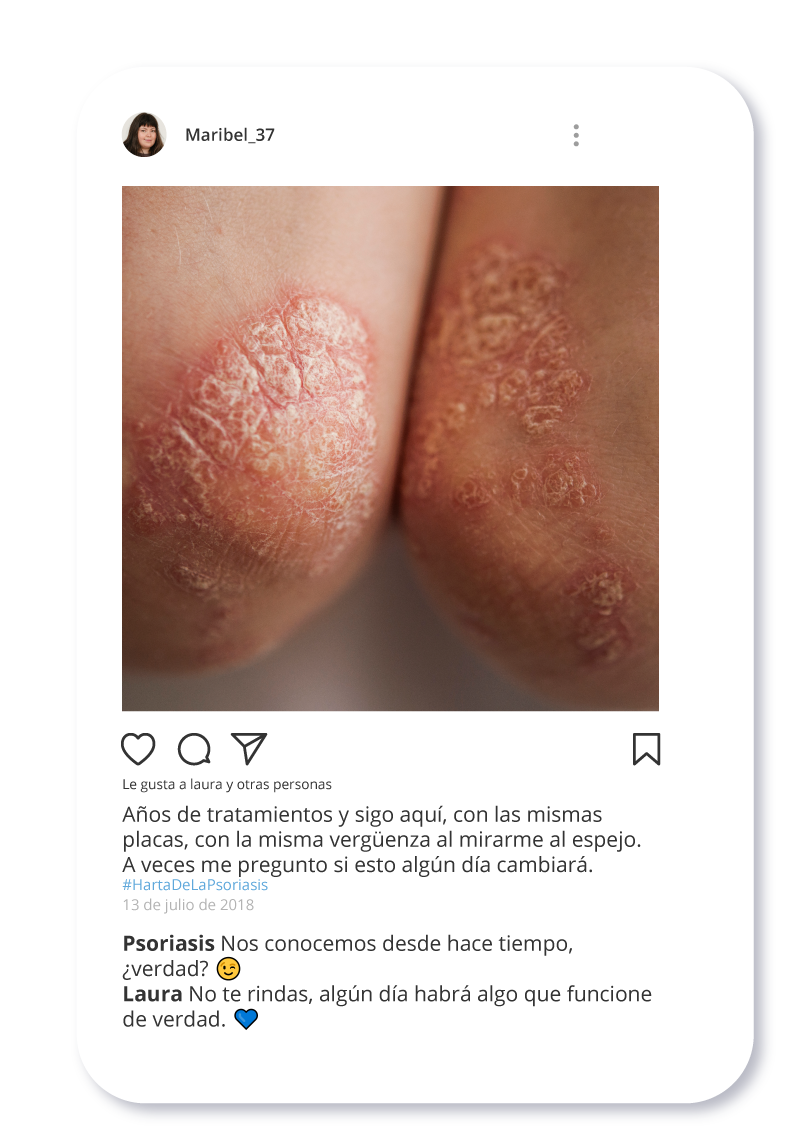 Maribel_37
Le gusta a laura y otras personas
Años de tratamientos y sigo aquí, con las mismas
placas, con la misma vergüenza al mirarme al espejo.
A veces me pregunto si esto algún día cambiará.
#HartaDeLaPsoriasis
13 de julio de 2018
Psoriasis Nos conocemos desde hace tiempo,
¿verdad? 😉
Laura No te rindas, algún día habrá algo que funcione
de verdad. 💙